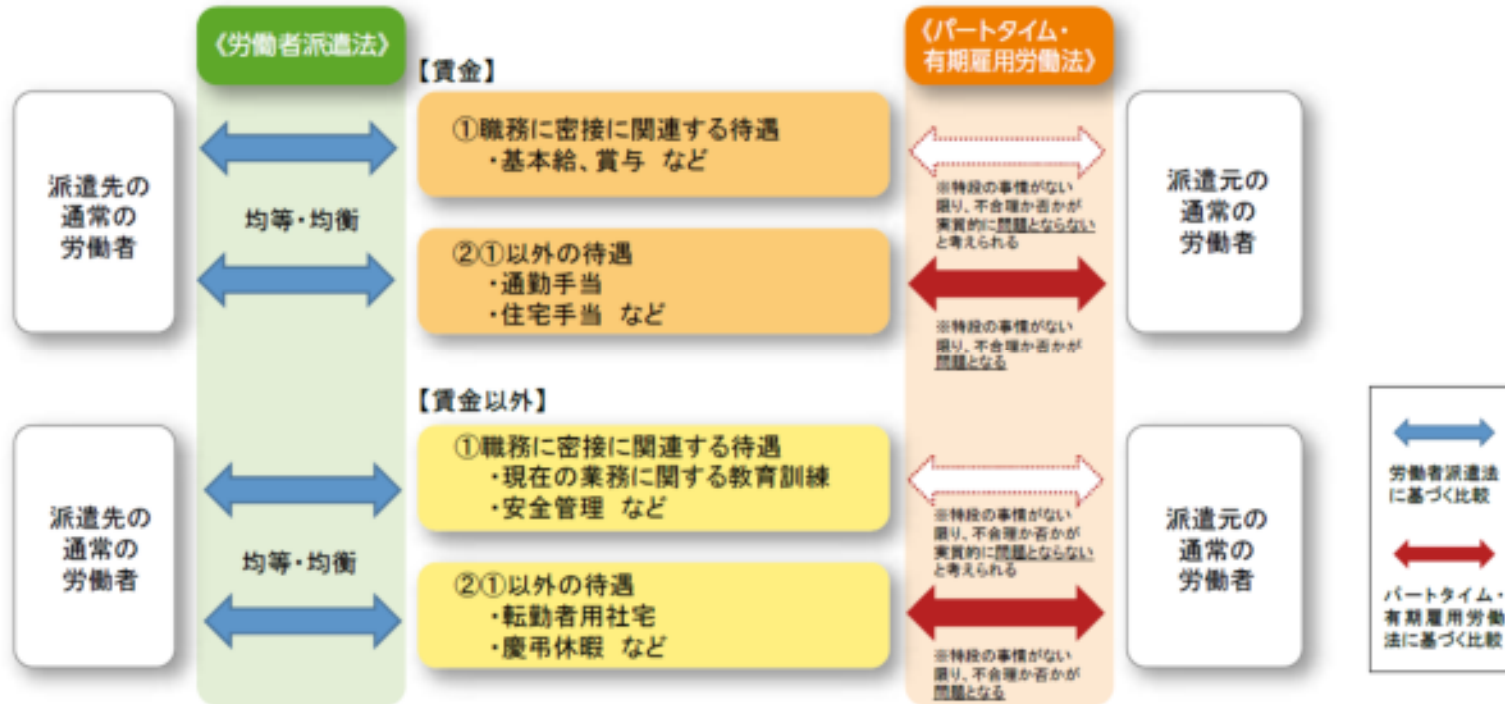 《労働者派遣法》
《パートタイム・
有期雇用労働法》
【賃金】
派遣先の
通常の
労働者
均等・均衡
①職務に密接に関連する待遇
・基本給、賞与 など
②①以外の待遇
・通勤手当
・住宅手当 など
※特段の事情がない
限り、不合理か否かが
実質的に問題とならない
と考えられる
※特段の事情がない
限り、不合理か否かが
問題となる
派遣元の
通常の
労働者
【賃金以外】
派遣先の
通常の
労働者
均等・均衡
①職務に密接に関連する待遇
・現在の業務に関する教育訓練
・安全管理 など
②①以外の待遇
・転勤者用社宅
・慶弔休暇 など
※特段の事情がない
限り、不合理か否かが
実質的に問題とならない
と考えられる
※特段の事情がない
限り、不合理か否かが
問題となる
派遣元の
通常の
労働者
労働者派遣法
に基づく比較
パートタイム・
有期雇用労働
法に基づく比較